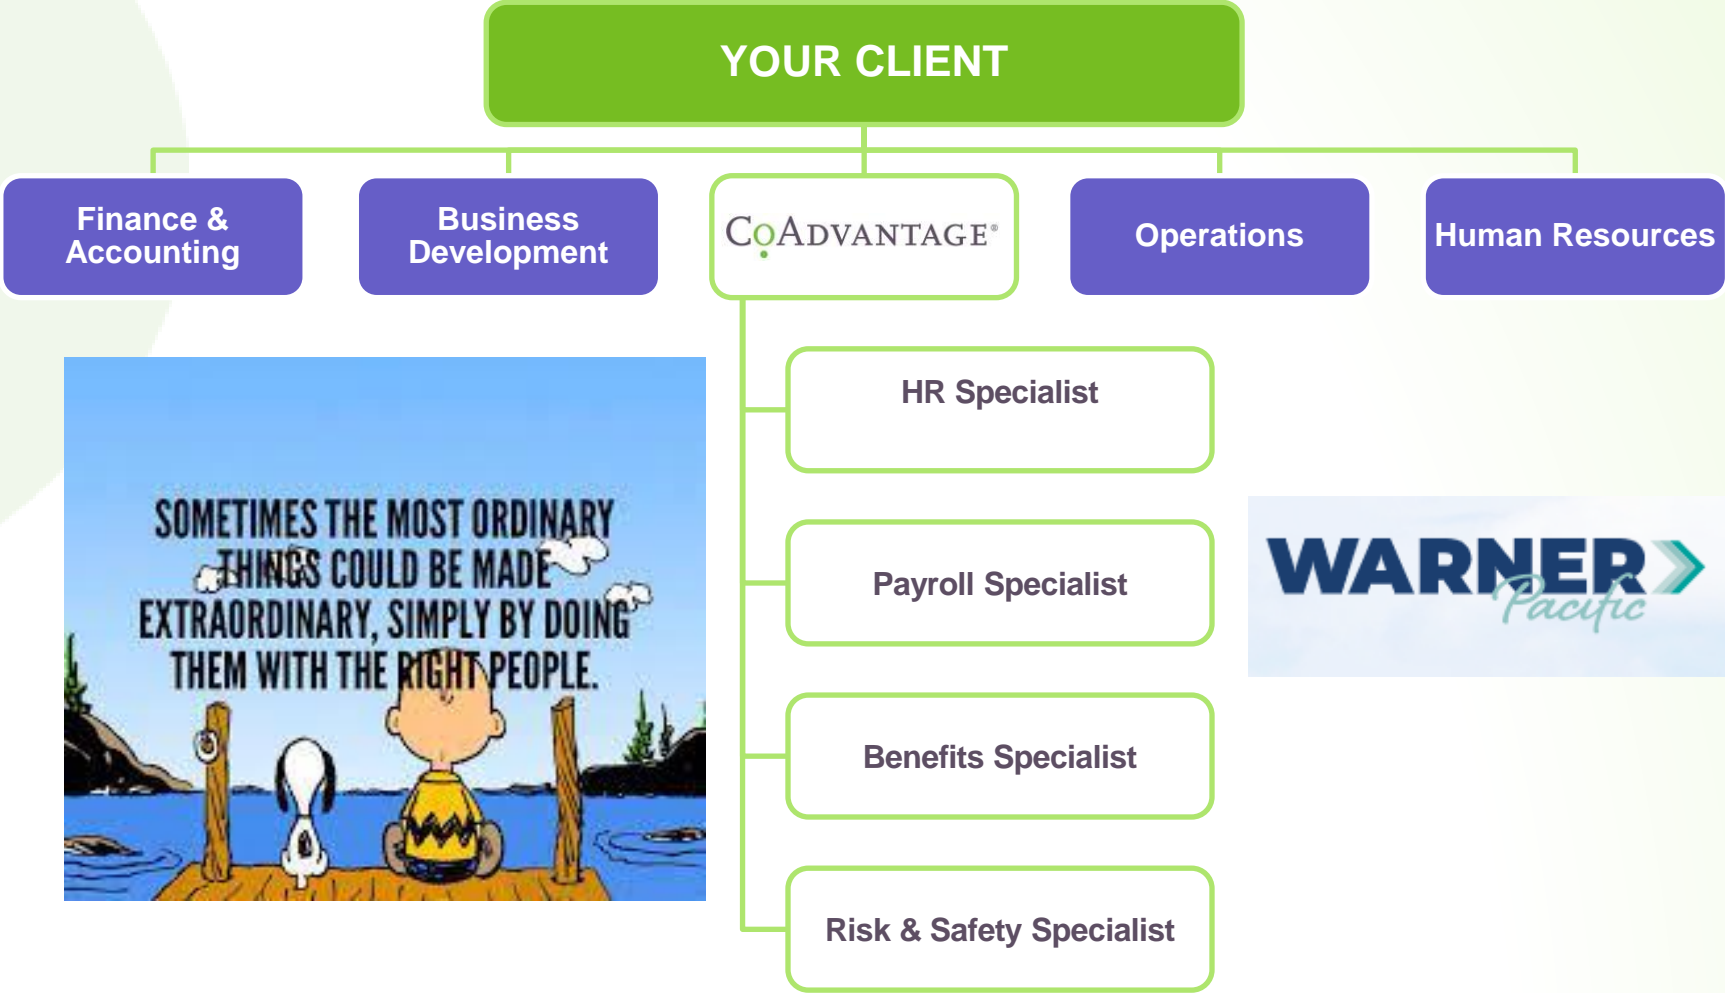 YOUR CLIENT
Finance &
Accounting
Business
Development
COADVANTAGE®
Operations
Human Resources
HR Specialist
Payroll Specialist
Benefits Specialist
Risk & Safety Specialist
SOMETIMES THE MOST ORDINARY
THINGS COULD BE MADE
EXTRAORDINARY, SIMPLY BY DOING
THEM WITH THE RIGHT PEOPLE.
WARNER
Pacific